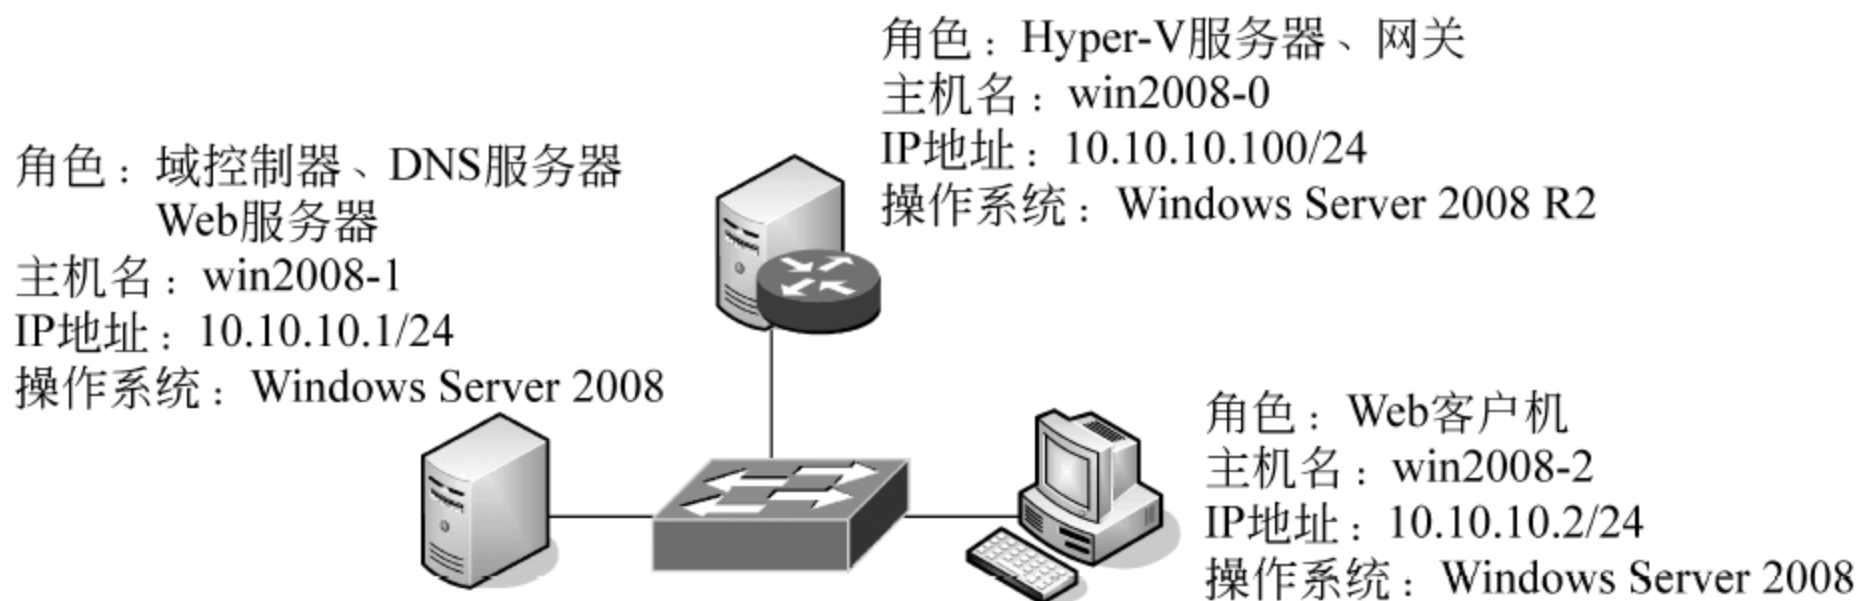 角色：Hyper-V服务器、网关
主机名：win2008-0
IP地址：10.10.10.100/24
操作系统：Windows Server 2008 R2
角色：域控制器、DNS服务器
Web服务器
主机名：win2008-1
IP地址：10.10.10.1/24
操作系统：Windows Server 2008
角色：Web客户机
主机名：win2008-2
IP地址：10.10.10.2/24
操作系统：Windows Server 2008